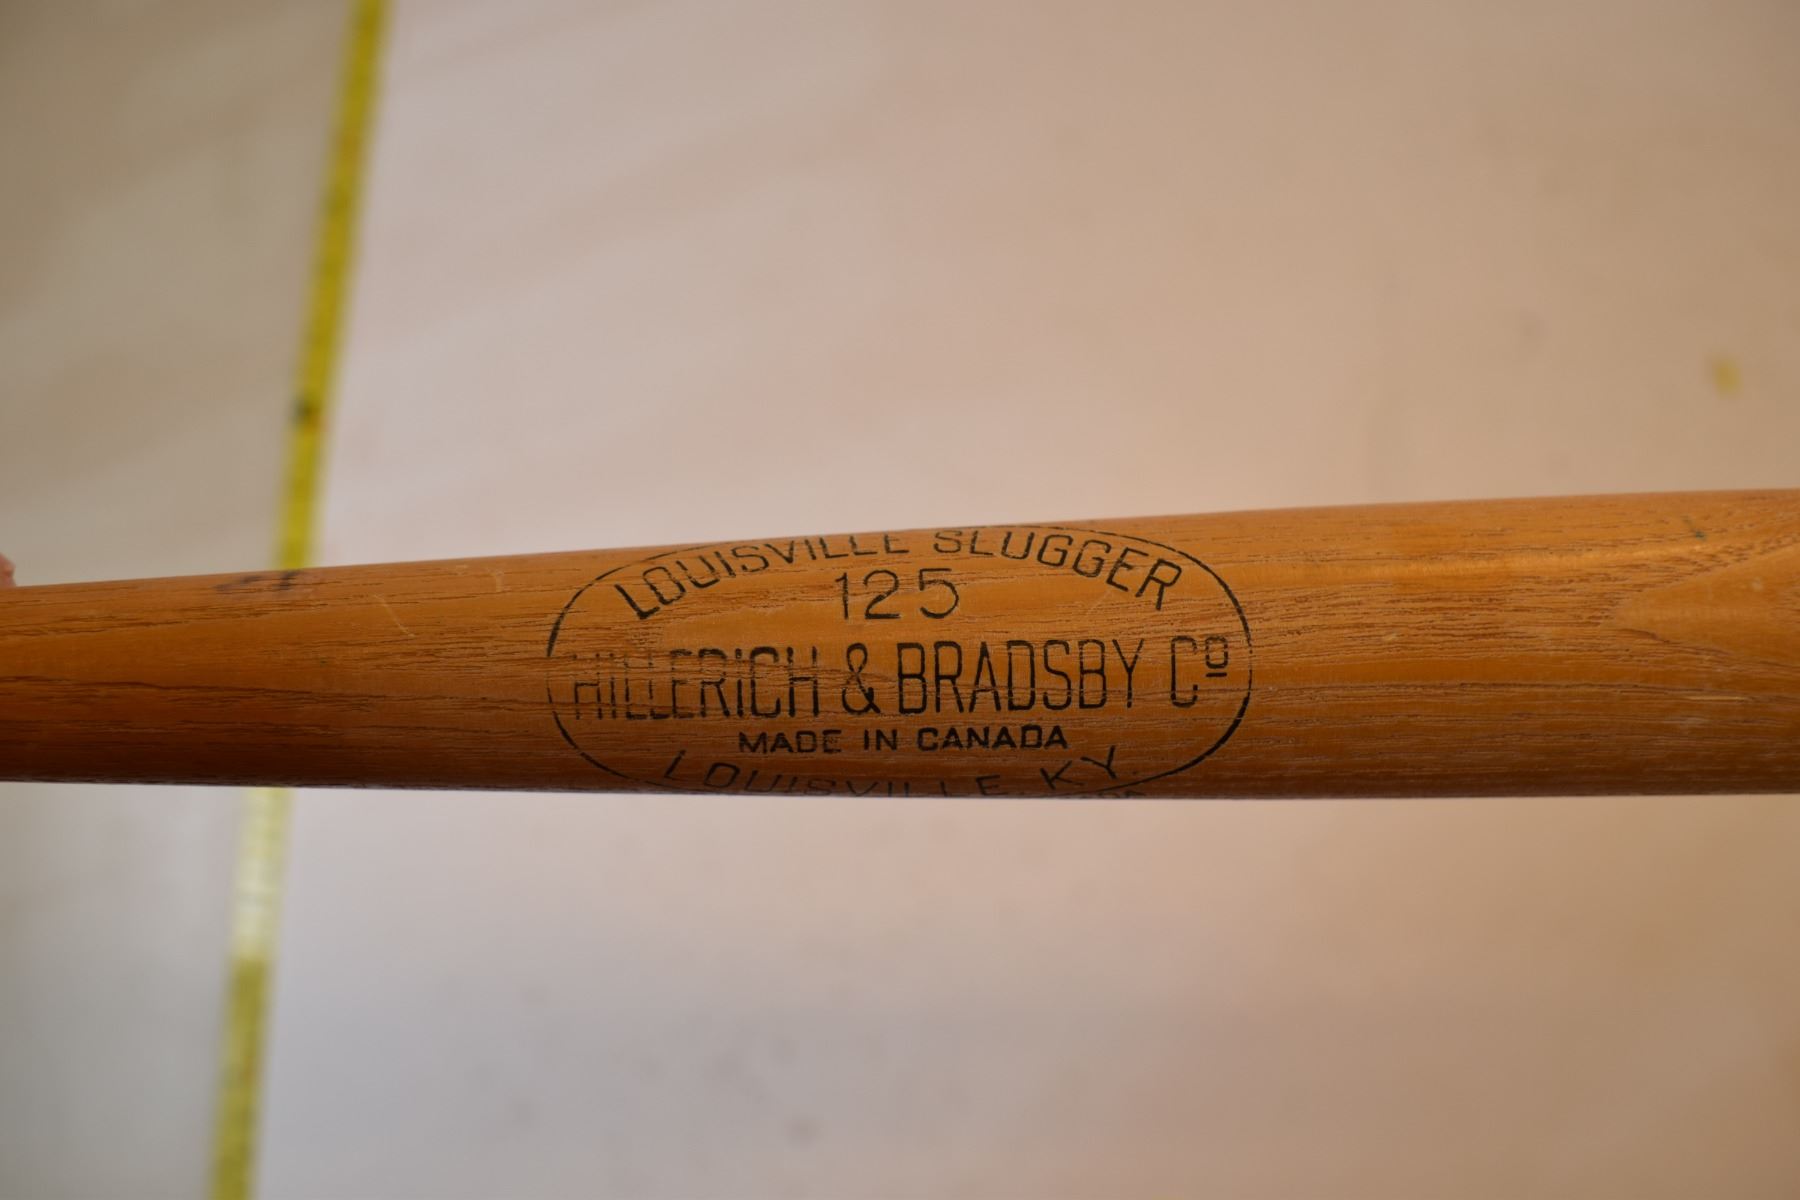 LOUISVILLE SLUGGER
125
HILLERICH & BRADSBY Cº
MADE IN CANADA
LOUISVILLE, KY.